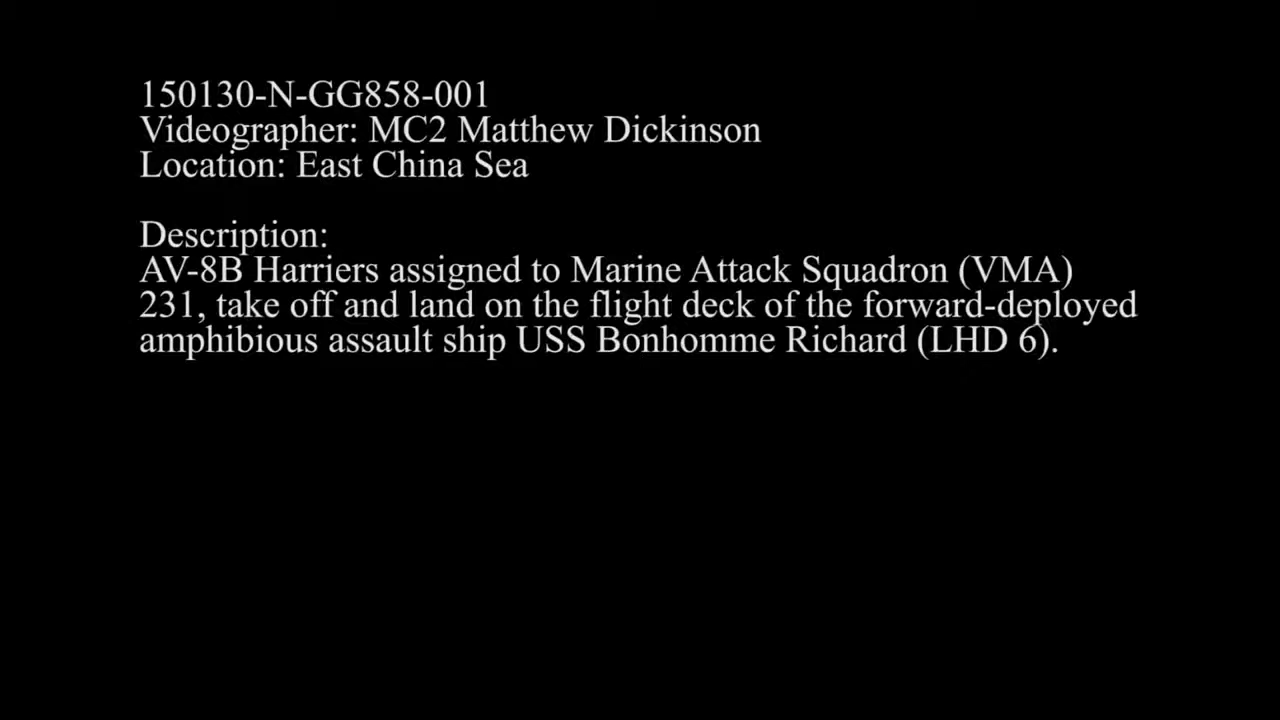 150130-N-GG858-001
Videographer: MC2 Matthew Dickinson
Location: East China Sea
Description:
AV-8B Harriers assigned to Marine Attack Squadron (VMA)
231, take off and land on the flight deck of the forward-deployed
amphibious assault ship USS Bonhomme Richard (LHD 6).